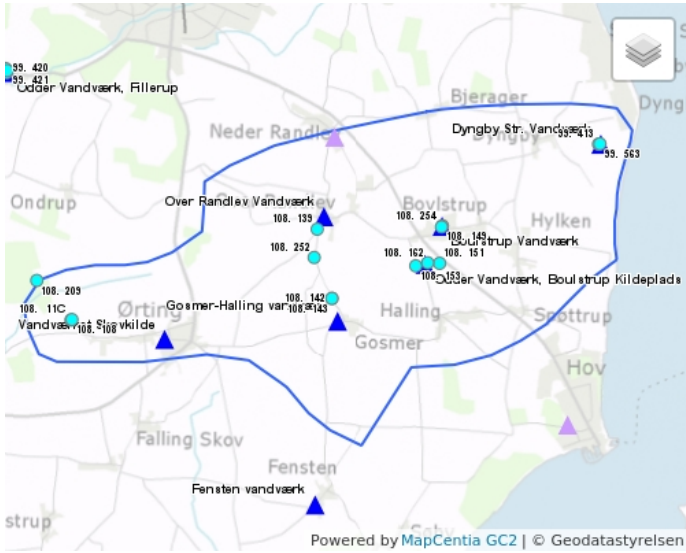 99. 420
99. 421
Odder Vandværk, Fillerup
Bjerager
Dyngby Str. Vandværk
99. 413
99. 563
Dyngby
Neder Randlev
Ondrup
Over Randlev Vandværk
108. 139
Bovlstrup
108. 254
108. 149
Boulstrup Vandværk
Hylken
108. 252
108. 162
108. 151
108. 153
Odder Vandværk, Boulstrup Kildeplads
108. 209
108. 11C
108. 108
Ørting
Gosmer-Halling
108. 142
108. 143
Halling
Spøttrup
Gosmer
Hov
Falling Skov
Fensten
Fensten vandværk
strup
Powered by MapCentia GC2 | © Geodatastyrelsen